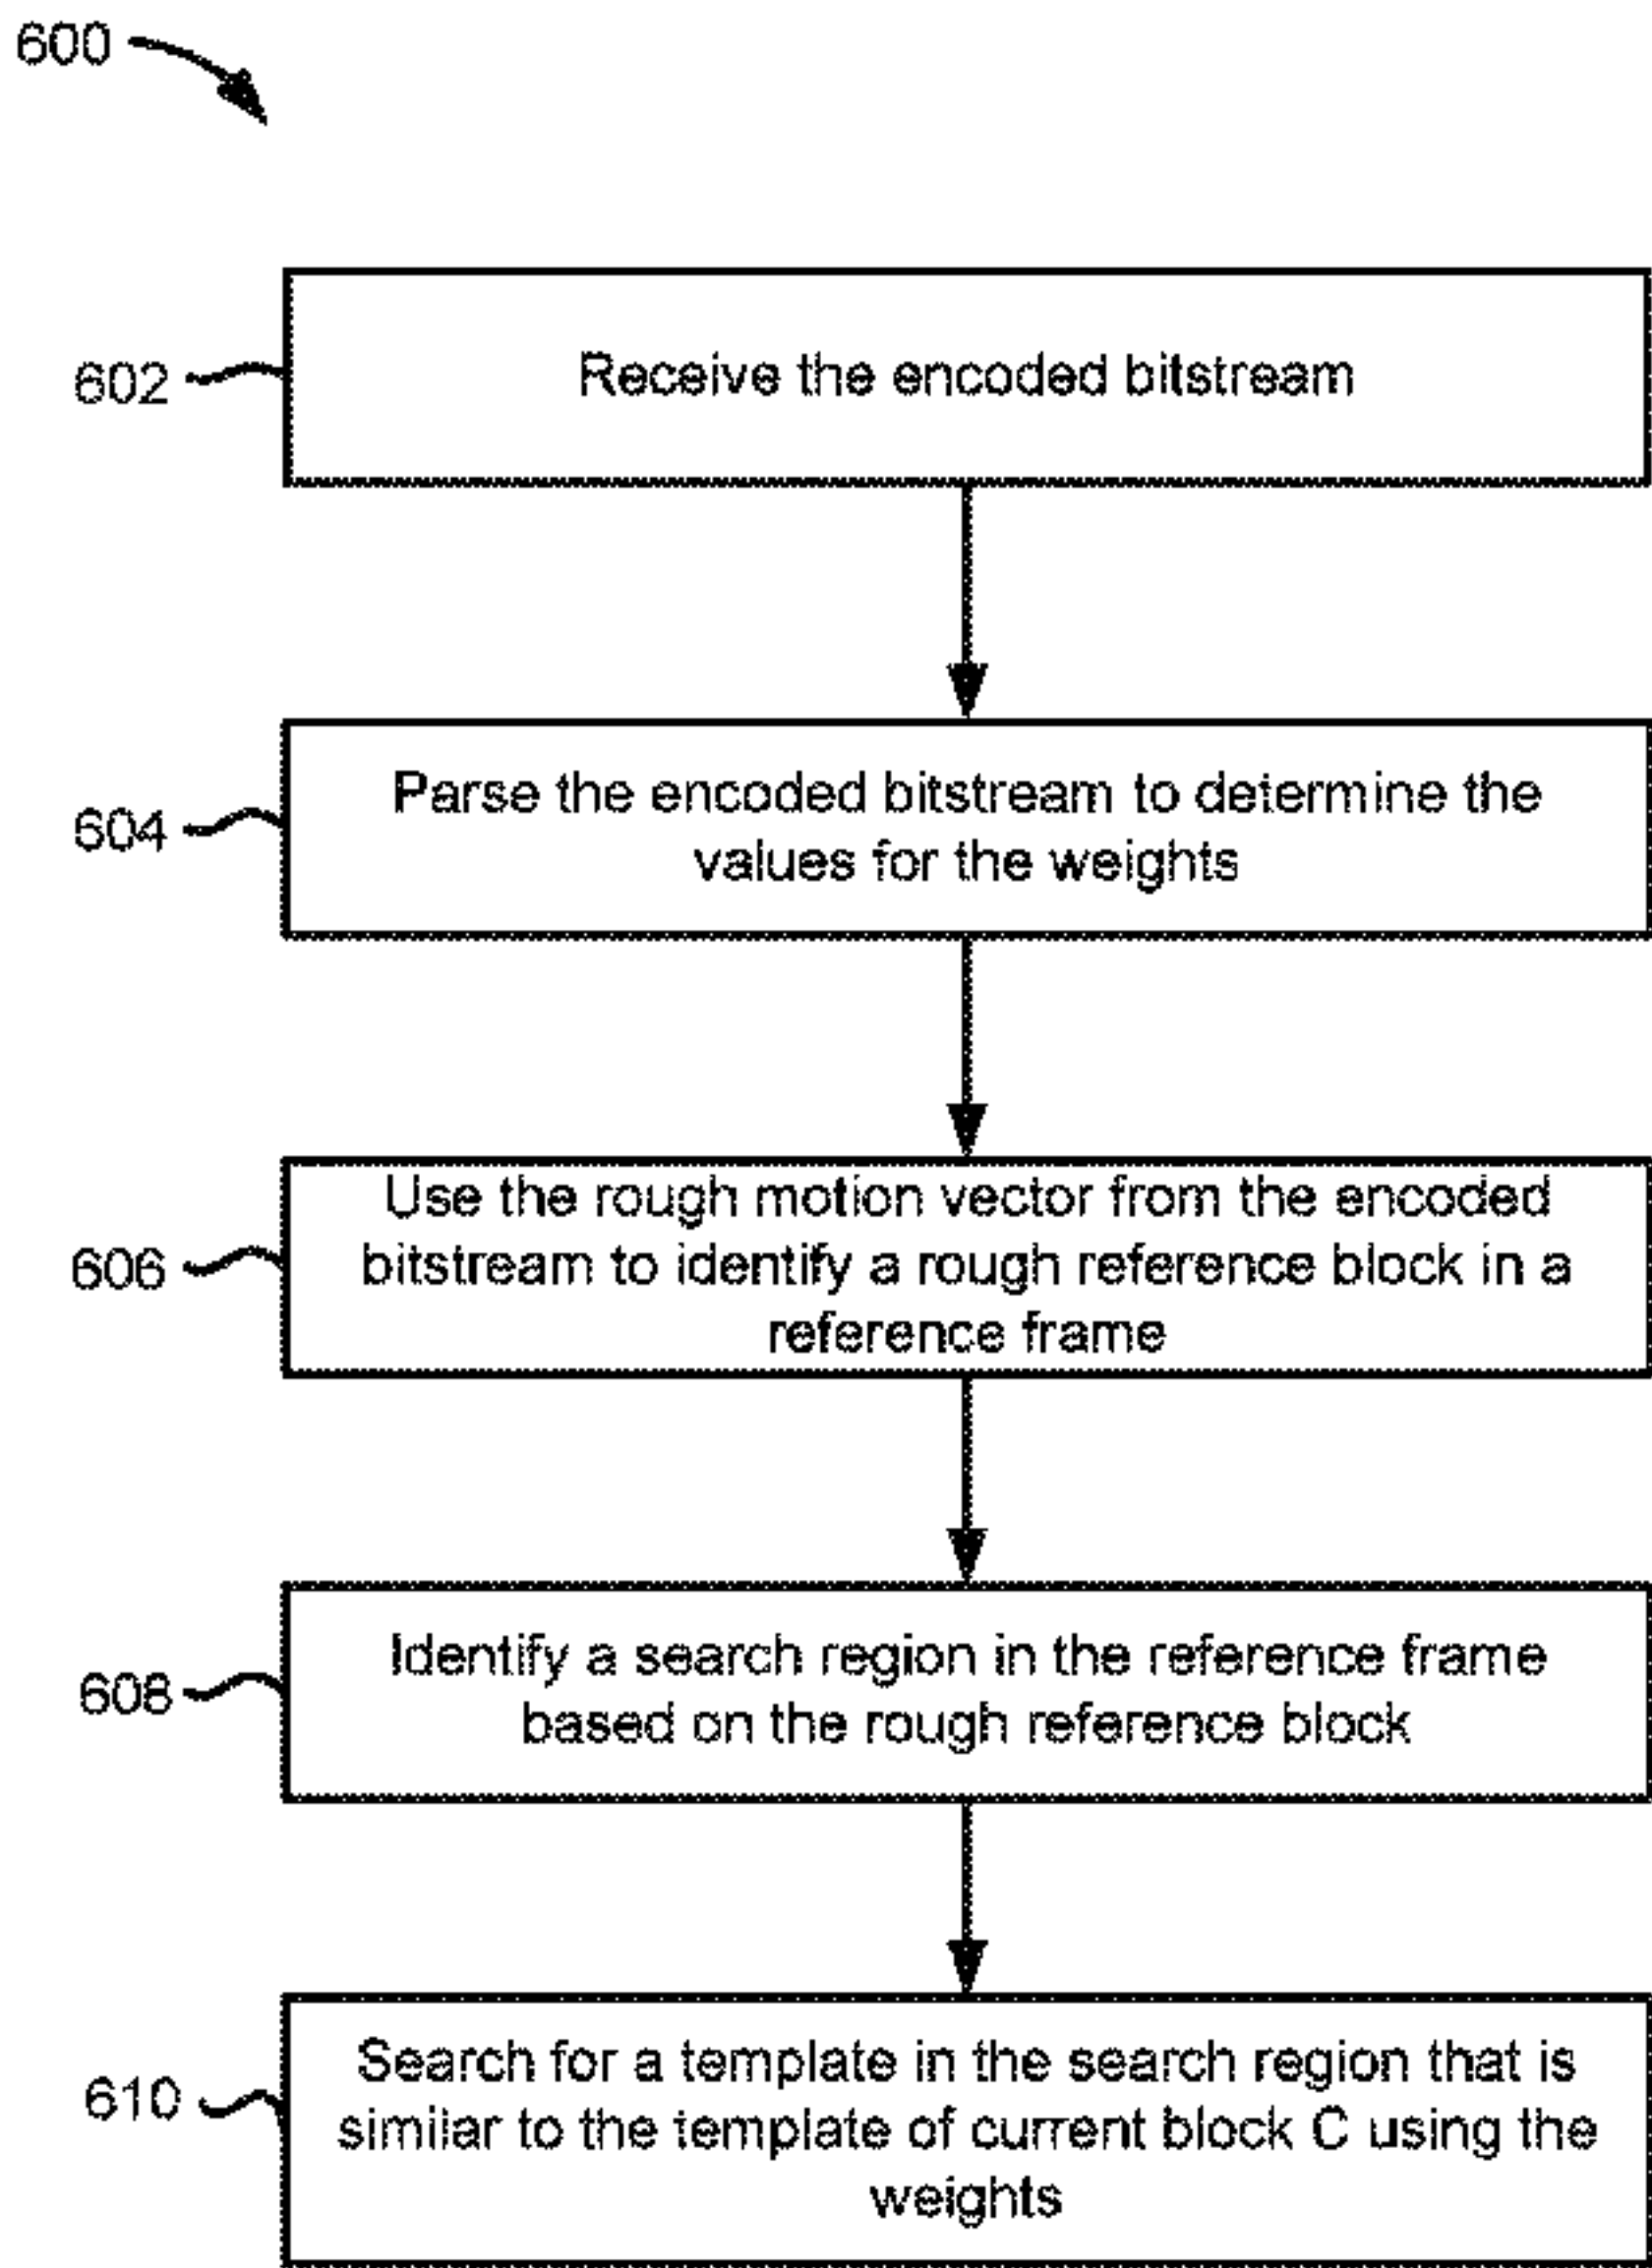 600
602
Receive the encoded bitstream
604
Parse the encoded bitstream to determine the
values for the weights
606
Use the rough motion vector from the encoded
bitstream to identify a rough reference block in a
reference frame
608
Identify a search region in the reference frame
based on the rough reference block
610
Search for a template in the search region that is
similar to the template of current block C using the
weights